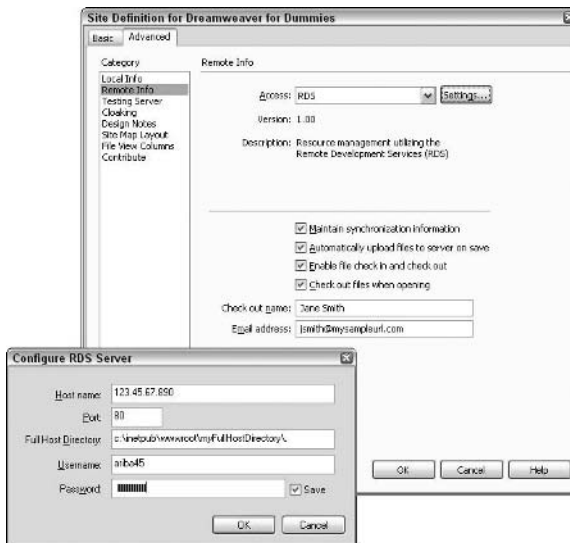 Site Definition for Dreamweaver for Dummies
Basic Advanced
Category
Remote Info
Local Info
Remote Info
Testing Server
Cloaking
Design Notes
Site Map Layout
File View Columns
Contribute
Access: RDS Settings...
Version: 1.00
Description: Resource management utilizing the
Remote Development Services (RDS)
Maintain synchronization information
Automatically upload files to server on save
Enable file check in and check out
Check out files when opening
Check out name: Jane Smith
Email address: jsmith@mysampleurl.com
OK Cancel Help
Configure RDS Server
Host name: 123.45.67.890
Port: 80
Full Host Directory: c:\inetpub\wwwroot\myFullHostDirectory\
Username: ariba45
Password:
Save
OK Cancel